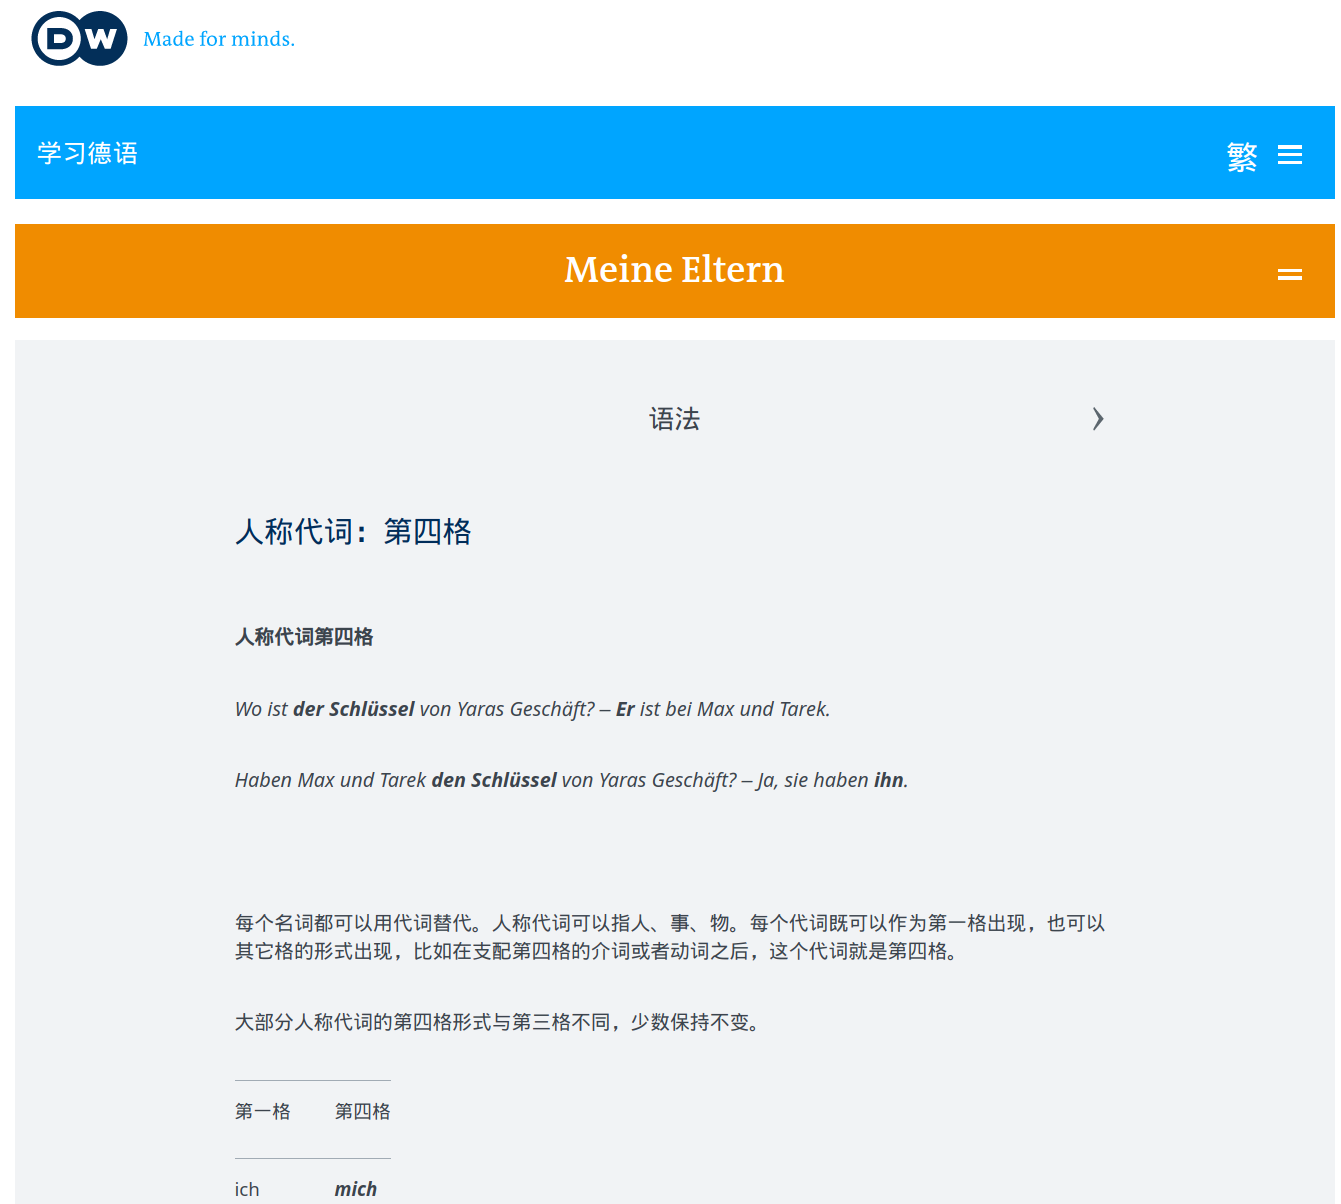 DW Made for minds.
学习德语 繁
Meine Eltern
语法
人称代词：第四格
人称代词第四格
Wo ist der Schlüssel von Yaras Geschäft? – Er ist bei Max und Tarek.
Haben Max und Tarek den Schlüssel von Yaras Geschäft? – Ja, sie haben ihn.
每个名词都可以用代词替代。人称代词可以指人、事、物。每个代词既可以作为第一格出现，也可以
其它格的形式出现，比如在支配第四格的介词或者动词之后，这个代词就是第四格。
大部分人称代词的第四格形式与第三格不同，少数保持不变。
第一格 第四格
ich mich